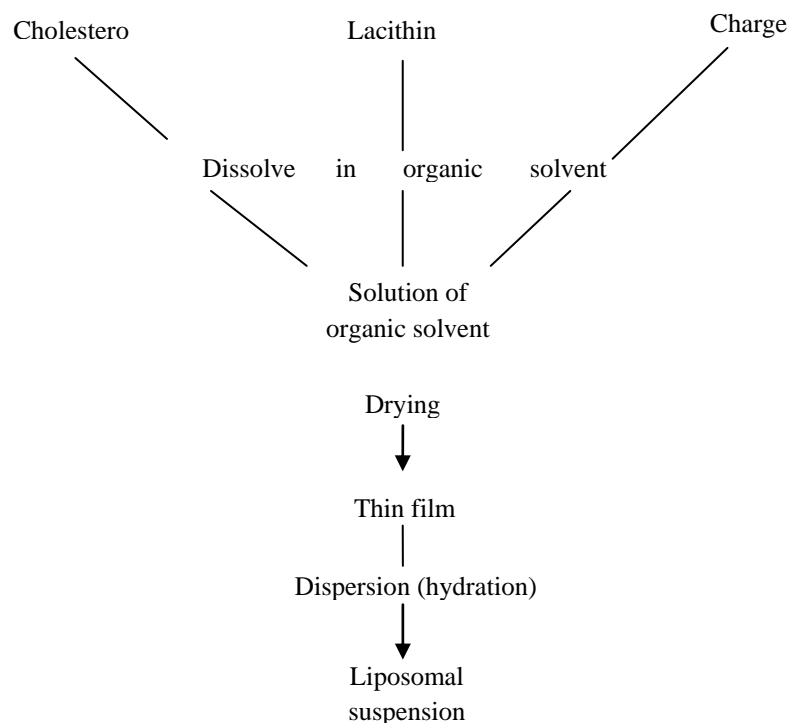 Cholestero Lacithin Charge
Dissolve in organic solvent
Solution of
organic solvent
Drying
Thin film
Dispersion (hydration)
Liposomal
suspension